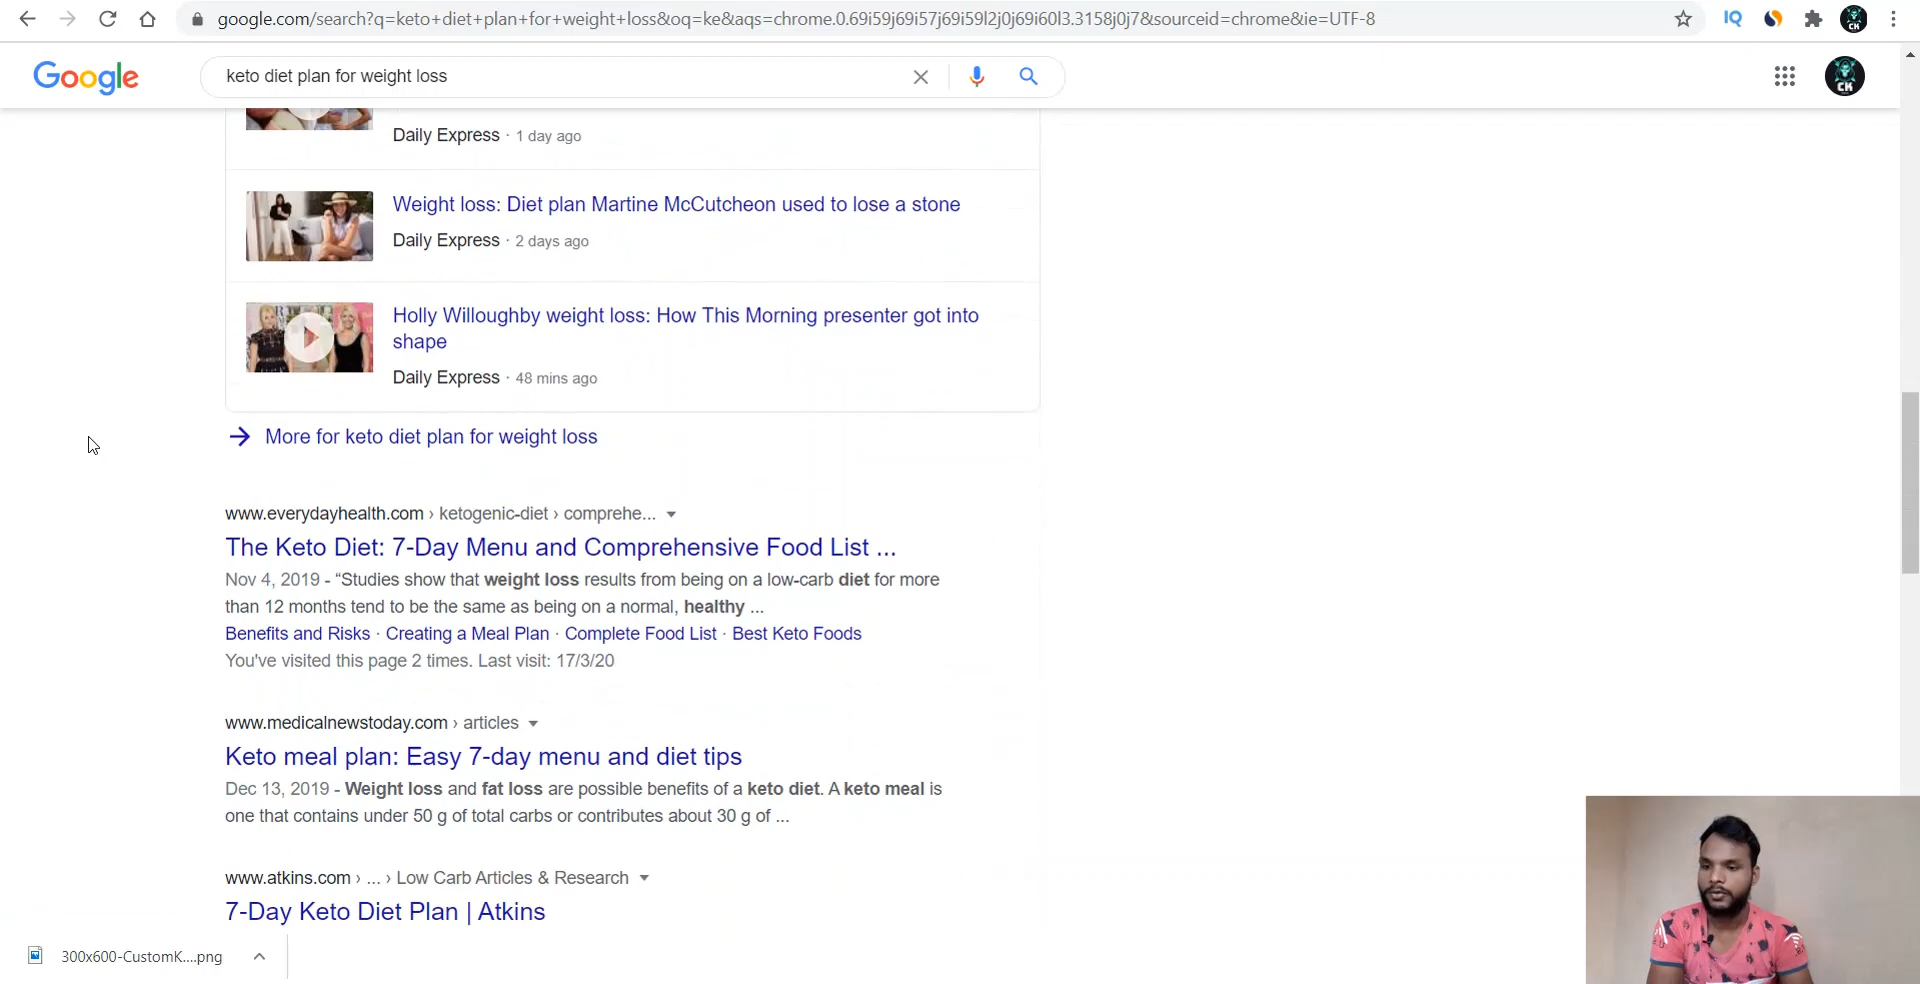 google.com/search?q=keto+diet+plan+for+weight+loss&oq=ke&aqs=chrome.0.69i59j69i57j69i59l2j0j69i60l3.3158j0j7&sourceid=chrome&ie=UTF-8
IQ
CK
Google
keto diet plan for weight loss
CK
Daily Express · 1 day ago
Weight loss: Diet plan Martine McCutcheon used to lose a stone
Daily Express · 2 days ago
Holly Willoughby weight loss: How This Morning presenter got into
shape
Daily Express · 48 mins ago
More for keto diet plan for weight loss
www.everydayhealth.com › ketogenic-diet › comprehe...
The Keto Diet: 7-Day Menu and Comprehensive Food List ...
Nov 4, 2019 - “Studies show that weight loss results from being on a low-carb diet for more
than 12 months tend to be the same as being on a normal, healthy ...
Benefits and Risks · Creating a Meal Plan · Complete Food List · Best Keto Foods
You've visited this page 2 times. Last visit: 17/3/20
www.medicalnewstoday.com › articles
Keto meal plan: Easy 7-day menu and diet tips
Dec 13, 2019 - Weight loss and fat loss are possible benefits of a keto diet. A keto meal is
one that contains under 50 g of total carbs or contributes about 30 g of ...
www.atkins.com › ... › Low Carb Articles & Research
7-Day Keto Diet Plan | Atkins
300x600-CustomK....png